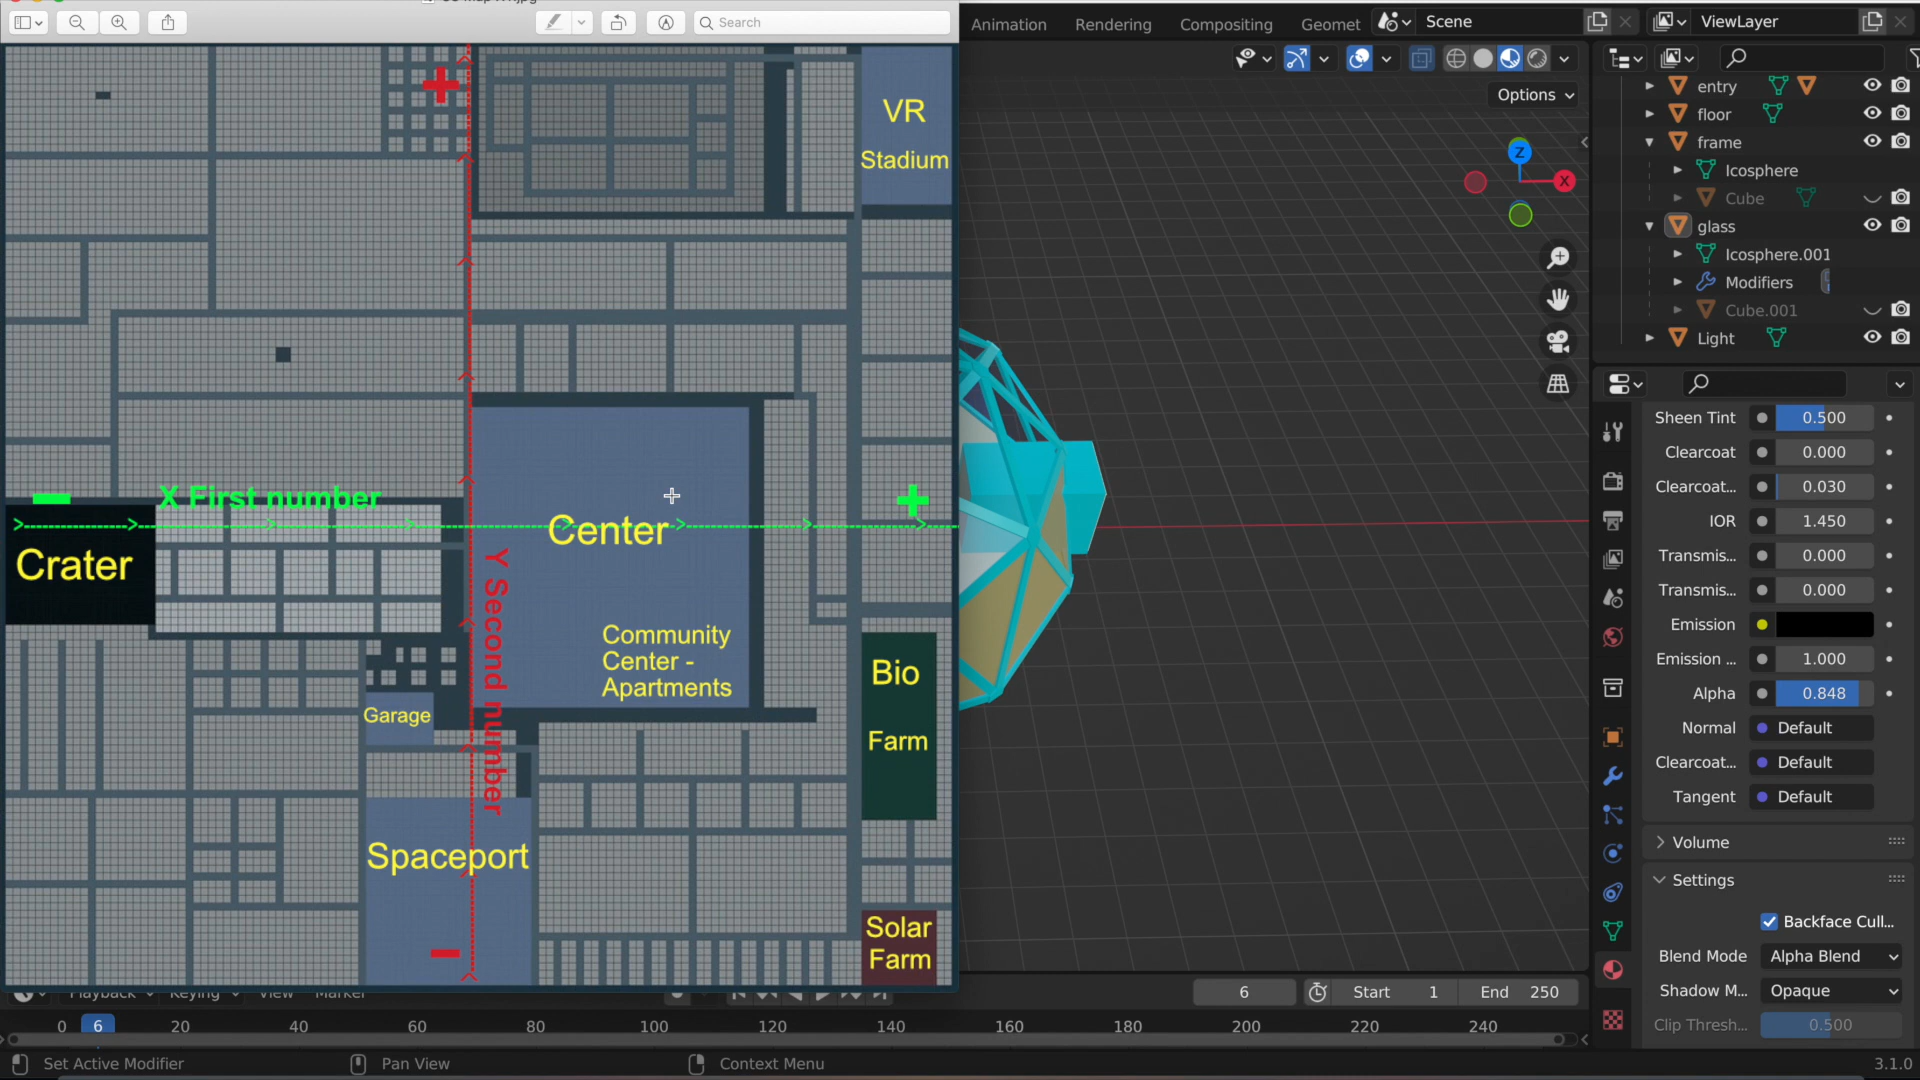 Search
VR
Stadium
X First number
Crater
Center
Y Second number
Community
Center -
Apartments
Garage
Bio
Farm
Spaceport
Solar
Farm
Animation
Rendering
Compositing
Geomet
Scene
ViewLayer
Options
Z
X
entry
floor
frame
Icosphere
Cube
glass
Icosphere.001
Modifiers
Cube.001
Light
Sheen Tint 0.500
Clearcoat 0.000
Clearcoat... 0.030
IOR 1.450
Transmis... 0.000
Transmis... 0.000
Emission
Emission ... 1.000
Alpha 0.848
Normal Default
Clearcoat... Default
Tangent Default
Volume
Settings
Backface Cull...
Blend Mode Alpha Blend
Shadow M... Opaque
Clip Thresh... 0.500
Playback Keying View Marker
6 Start 1 End 250
0 6 20 40 60 80 100 120 140 160 180 200 220 240
Set Active Modifier Pan View Context Menu 3.1.0